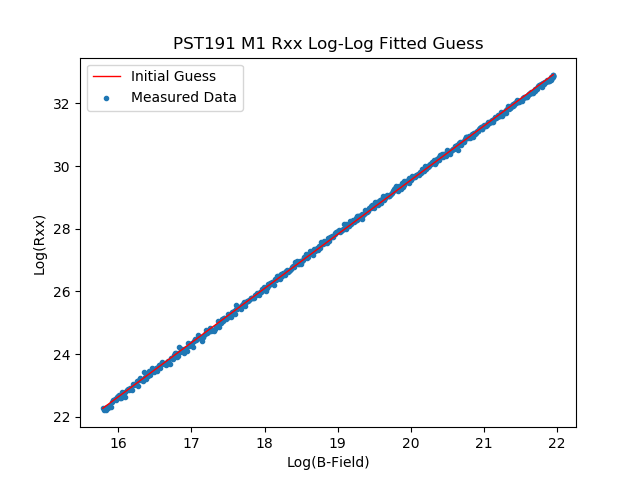 PST191 M1 Rxx Log-Log Fitted Guess
Initial Guess
Measured Data
Log(Rxx)
32
30
28
26
24
22
16 17 18 19 20 21 22
Log(B-Field)